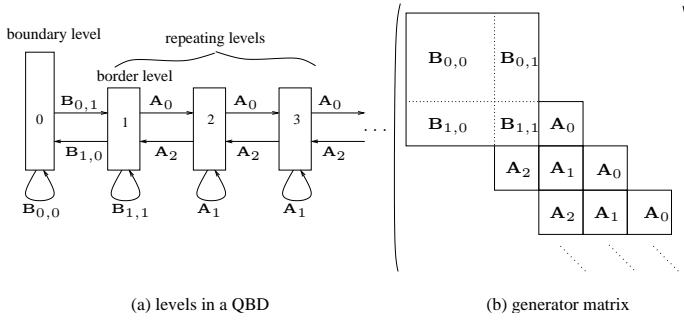 boundary level
repeating levels
border level
0
1
2
3
B0,1
A0
A0
A0
B1,0
A2
A2
A2
. . .
B0,0
B1,1
A1
A1
(a) levels in a QBD
B0,0
B0,1
B1,0
B1,1
A0
A2
A1
A0
A2
A1
A0
(b) generator matrix